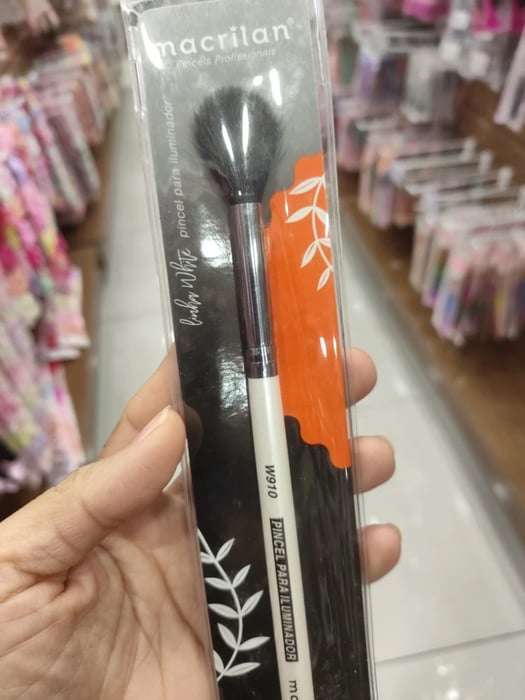 macrilan®
Pincéis Profissionais
pincel para iluminador
linha White
W910
PINCEL PARA ILUMINADOR